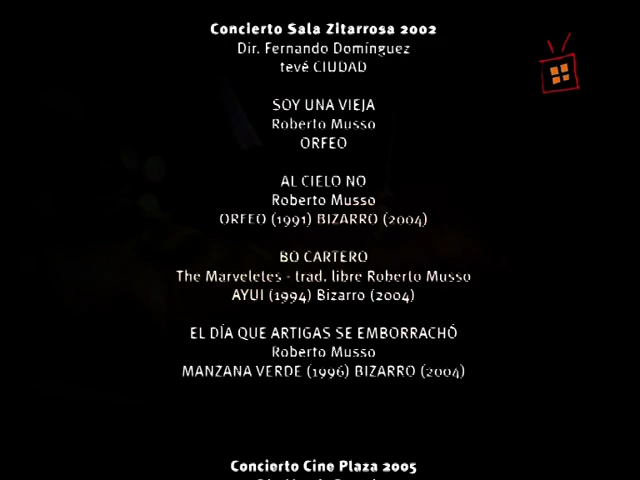 Concierto Sala Zitarrosa 2002
Dir. Fernando Domínguez
tevé CIUDAD
SOY UNA VIEJA
Roberto Musso
ORFEO
AL CIELO NO
Roberto Musso
ORFEO (1991) BIZARRO (2004)
BO CARTERO
The Marveletes - trad. libre Roberto Musso
AYUI (1994) Bizarro (2004)
EL DÍA QUE ARTIGAS SE EMBORRACHÓ
Roberto Musso
MANZANA VERDE (1996) BIZARRO (2004)
Concierto Cine Plaza 2005